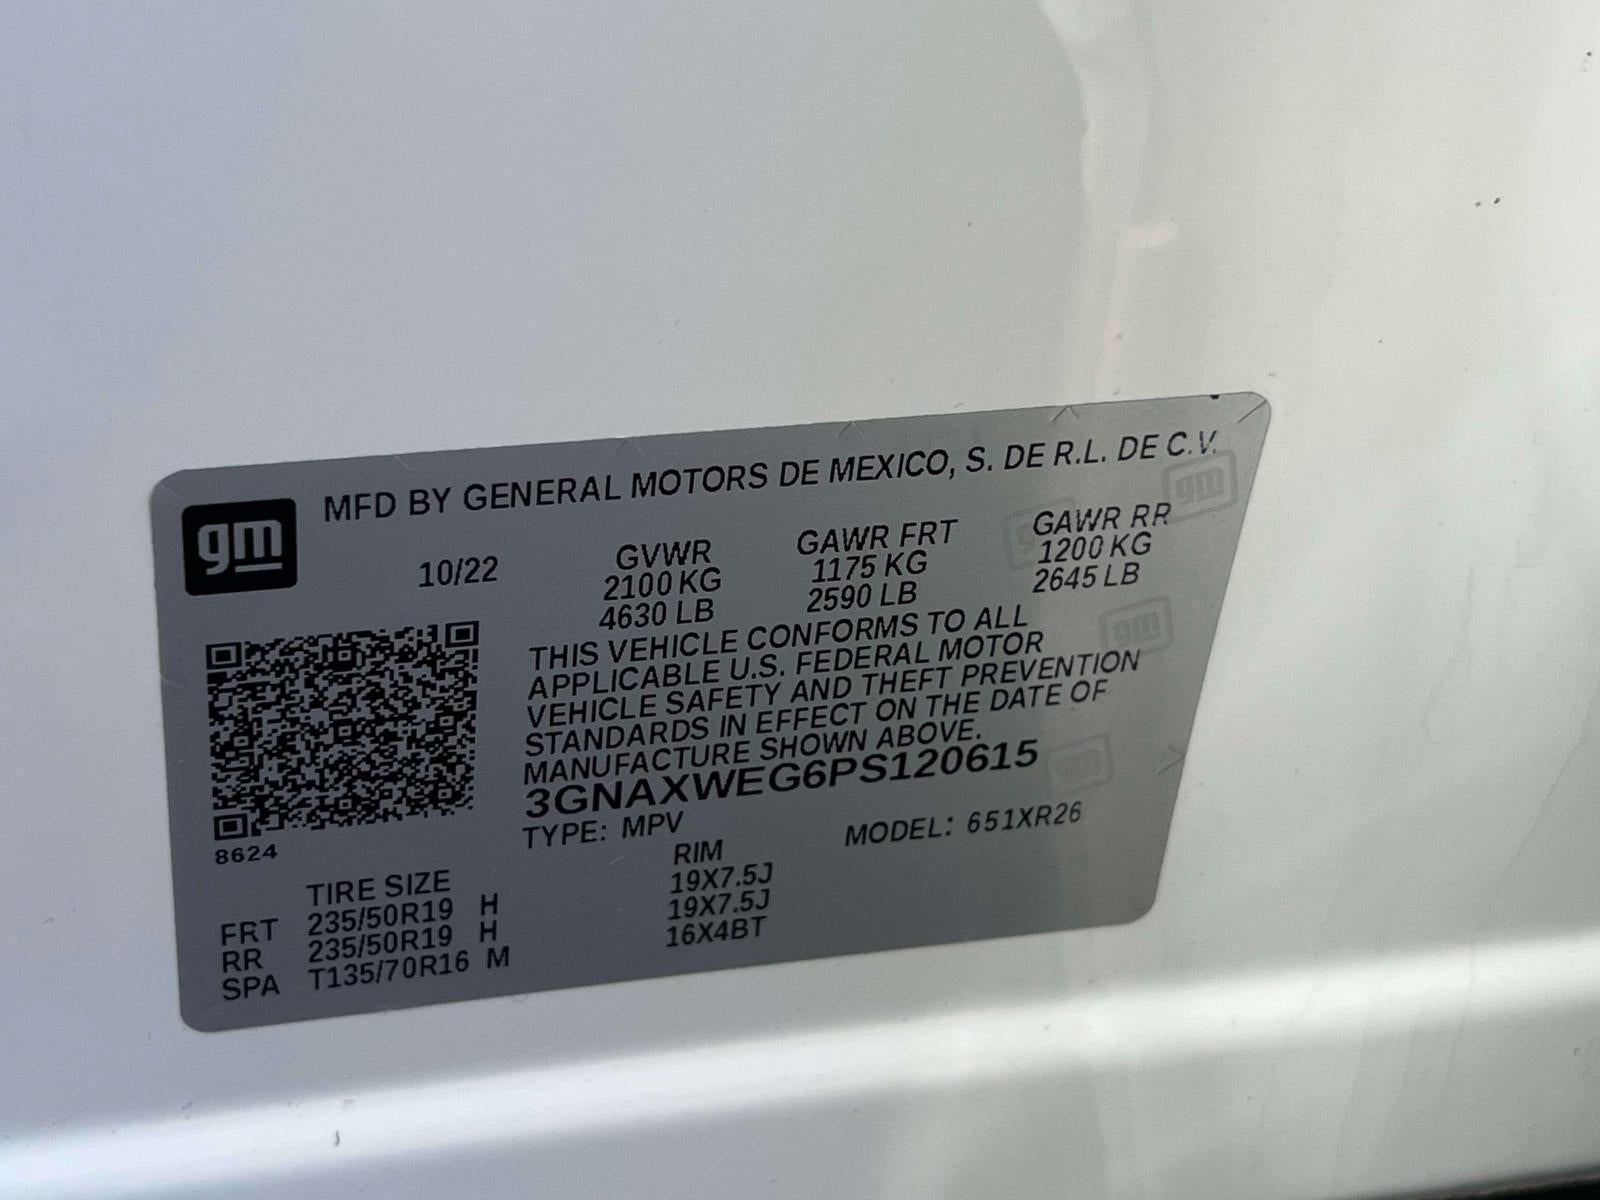 gm
MFD BY GENERAL MOTORS DE MEXICO, S. DE R.L. DE C.V.
10/22
GVWR GAWR FRT GAWR RR
2100 KG 1175 KG 1200 KG
4630 LB 2590 LB 2645 LB
THIS VEHICLE CONFORMS TO ALL
APPLICABLE U.S. FEDERAL MOTOR
VEHICLE SAFETY AND THEFT PREVENTION
STANDARDS IN EFFECT ON THE DATE OF
MANUFACTURE SHOWN ABOVE.
3GNAXWEG6PS120615
TYPE: MPV MODEL: 651XR26
8624
TIRE SIZE RIM
FRT 235/50R19 H 19X7.5J
RR 235/50R19 H 19X7.5J
SPA T135/70R16 M 16X4BT